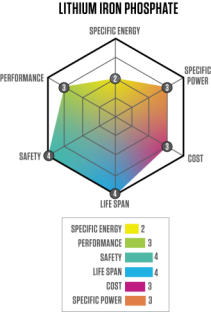 LITHIUM IRON PHOSPHATE
SPECIFIC ENERGY
PERFORMANCE
SPECIFIC
POWER
2
3
3
SAFETY
4
3
COST
4
LIFE SPAN
SPECIFIC ENERGY 2
PERFORMANCE 3
SAFETY 4
LIFE SPAN 4
COST 3
SPECIFIC POWER 3